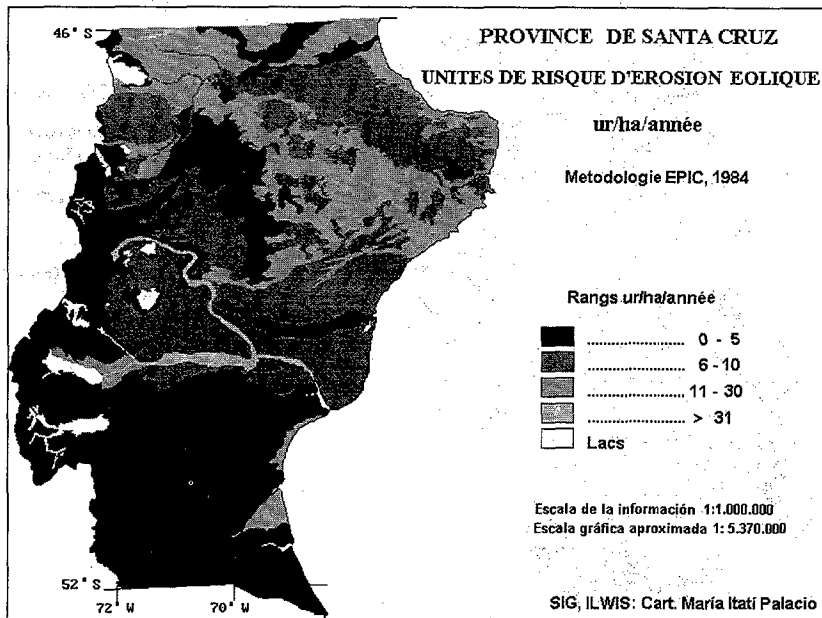 46° S
PROVINCE DE SANTA CRUZ
UNITES DE RISQUE D'EROSION EOLIQUE
ur/ha/année
Metodologie EPIC, 1984
Rangs ur/ha/année
........................ 0 - 5
........................ 6 - 10
........................ 11 - 30
........................ > 31
Lacs
Escala de la información 1:1.000.000
Escala gráfica aproximada 1: 5.370.000
52° S
72° W 70° W
SIG, ILWIS: Cart. María Itatí Palacio